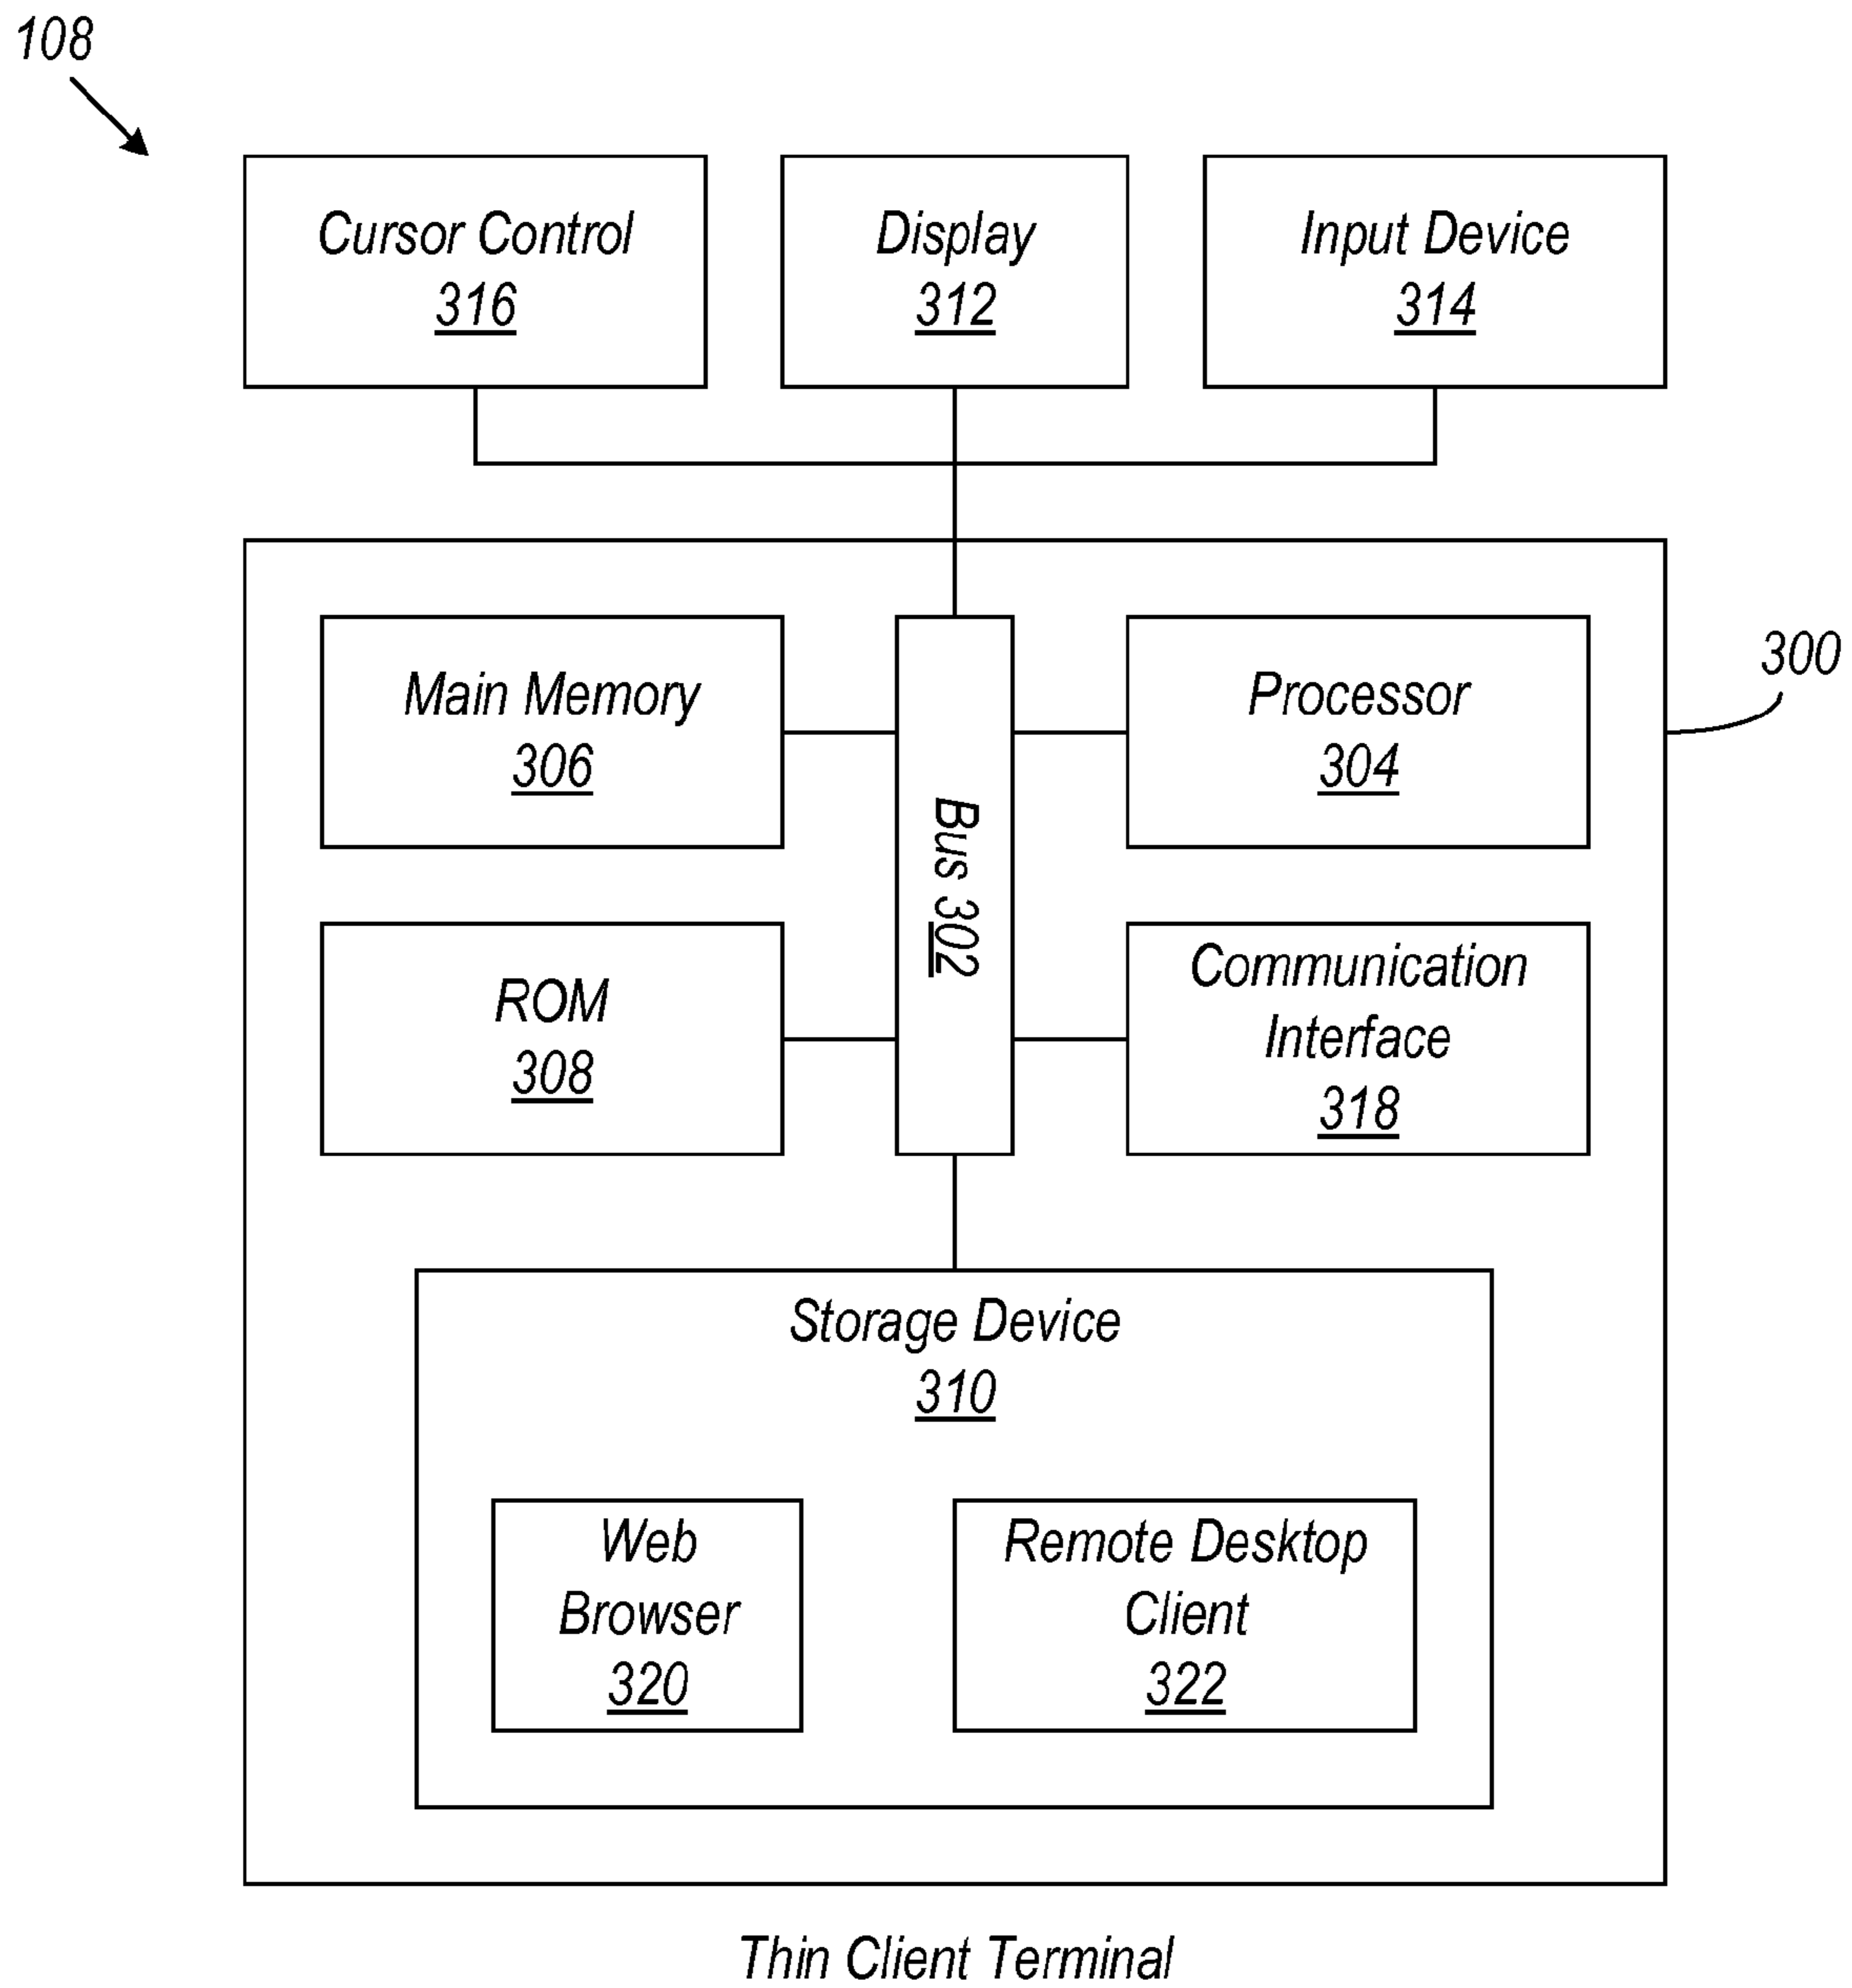 108
Cursor Control
316
Display
312
Input Device
314
Main Memory
306
Processor
304
300
Bus 302
ROM
308
Communication
Interface
318
Storage Device
310
Web
Browser
320
Remote Desktop
Client
322
Thin Client Terminal